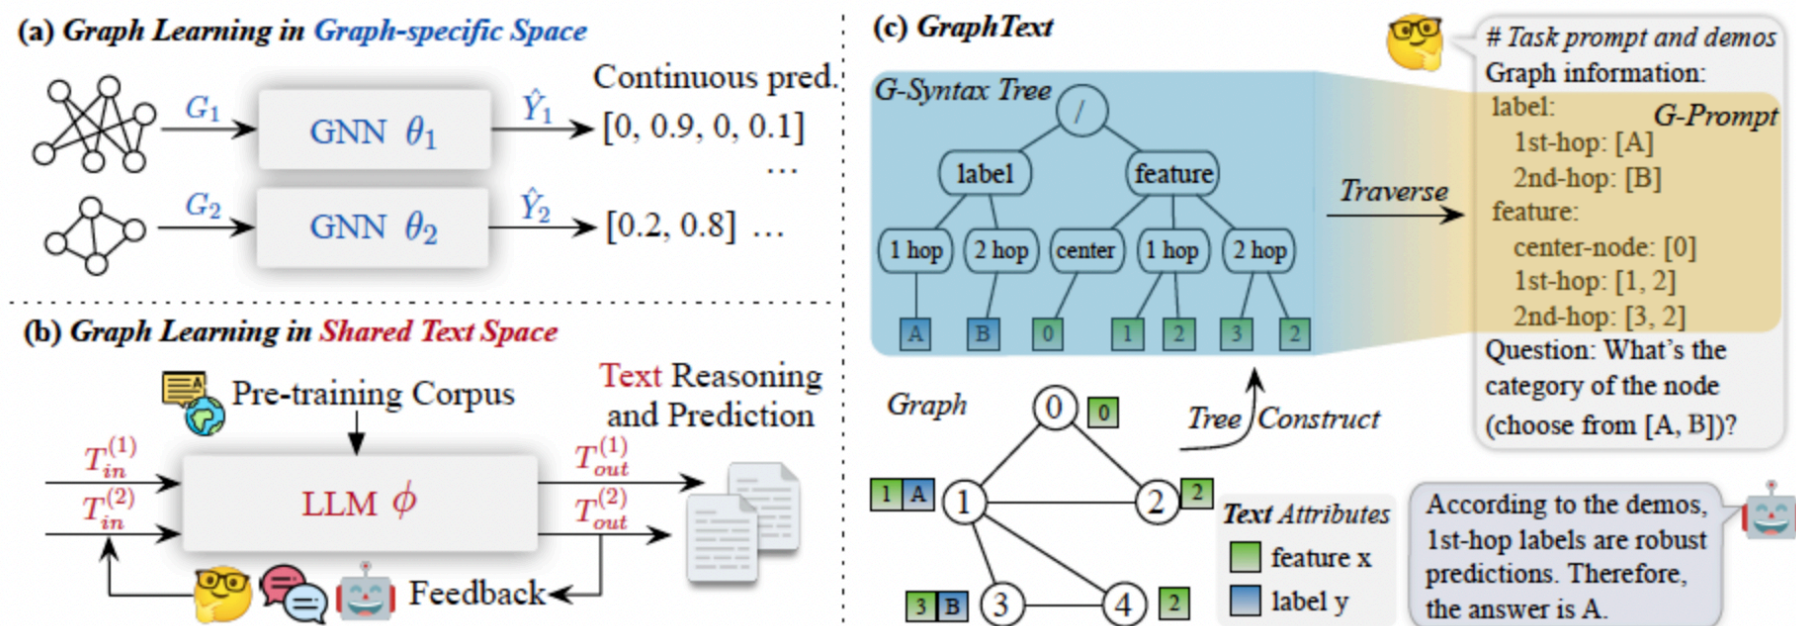 (a) Graph Learning in Graph-specific Space
Continuous pred.
G₁
GNN θ₁
Ŷ₁
[0, 0.9, 0, 0.1]
...
G₂
GNN θ₂
Ŷ₂
[0.2, 0.8] ...
(b) Graph Learning in Shared Text Space
A
Pre-training Corpus
Text Reasoning
and Prediction
T_in^(1)
T_in^(2)
LLM ϕ
T_out^(1)
T_out^(2)
Feedback
(c) GraphText
G-Syntax Tree
/
label
feature
1 hop
2 hop
center
1 hop
2 hop
A
B
0
1
2
3
2
Traverse
# Task prompt and demos
Graph information:
G-Prompt
label:
1st-hop: [A]
2nd-hop: [B]
feature:
center-node: [0]
1st-hop: [1, 2]
2nd-hop: [3, 2]
Question: What's the
category of the node
(choose from [A, B])?
Graph
0
0
Tree Construct
1 A
1
2
2
3 B
3
4
2
Text Attributes
feature x
label y
According to the demos,
1st-hop labels are robust
predictions. Therefore,
the answer is A.